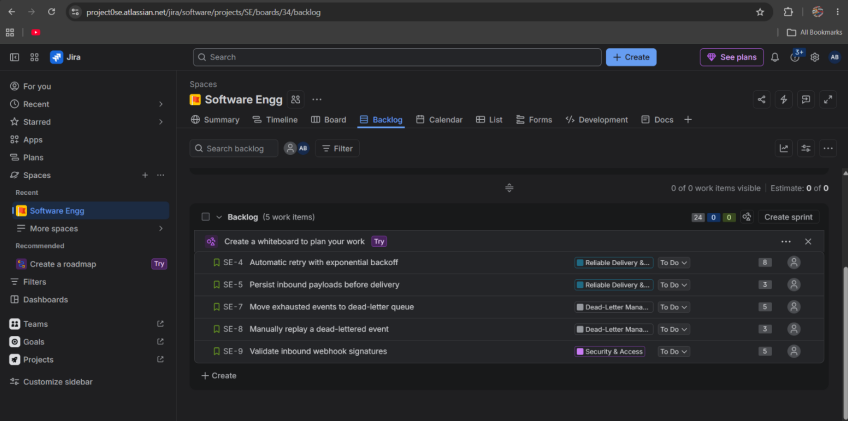 project0se.atlassian.net/jira/software/projects/SE/boards/34/backlog
All Bookmarks
Jira
Search
+ Create
See plans
3+
AB
For you
Recent
Starred
Apps
Plans
Spaces
Recent
Software Engg
More spaces
Recommended
Create a roadmap Try
Filters
Dashboards
Teams
Goals
Projects
Customize sidebar
Spaces
Software Engg
Summary Timeline Board Backlog Calendar List Forms Development Docs
Search backlog AB Filter
0 of 0 work items visible Estimate: 0 of 0
Backlog (5 work items) 24 0 0 Create sprint
Create a whiteboard to plan your work Try
SE-4 Automatic retry with exponential backoff Reliable Delivery &... To Do 8
SE-5 Persist inbound payloads before delivery Reliable Delivery &... To Do 3
SE-7 Move exhausted events to dead-letter queue Dead-Letter Mana... To Do 5
SE-8 Manually replay a dead-lettered event Dead-Letter Mana... To Do 3
SE-9 Validate inbound webhook signatures Security & Access To Do 5
+ Create